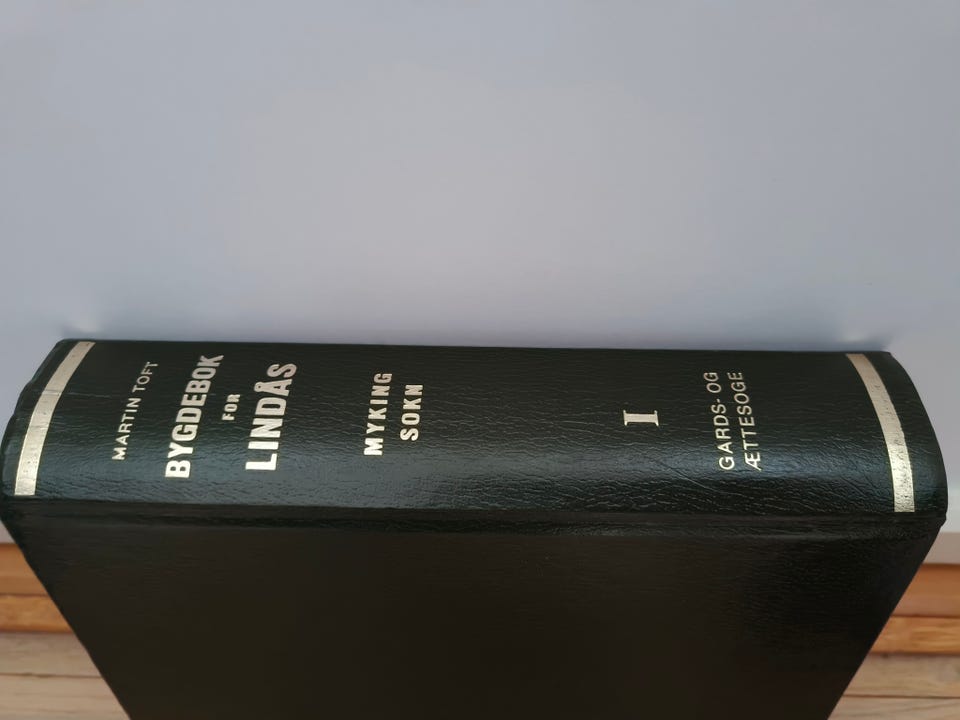 MARTIN TOFT
BYGDEBOK
FOR
LINDÅS
MYKING
SOKN
I
GARDS- OG
ÆTTESOGE